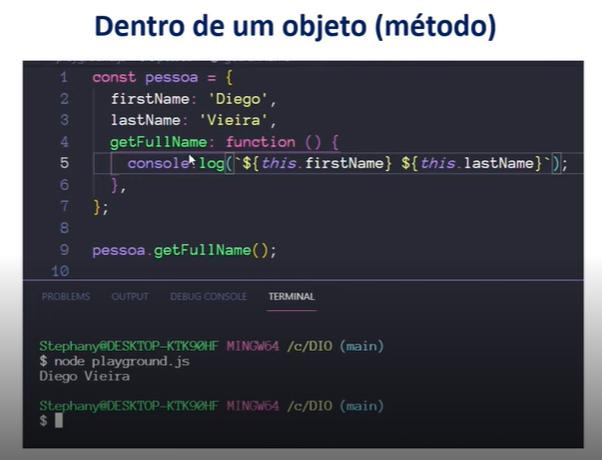 Dentro de um objeto (método)
1 const pessoa = {
2 firstName: 'Diego',
3 lastName: 'Vieira',
4 getFullName: function () {
5 console.log(`${this.firstName} ${this.lastName}`);
6 },
7 };
8
9 pessoa.getFullName();
10
PROBLEMS OUTPUT DEBUG CONSOLE TERMINAL
Stephany@DESKTOP-KTK90HF MINGW64 /c/DIO (main)
$ node playground.js
Diego Vieira
Stephany@DESKTOP-KTK90HF MINGW64 /c/DIO (main)
$